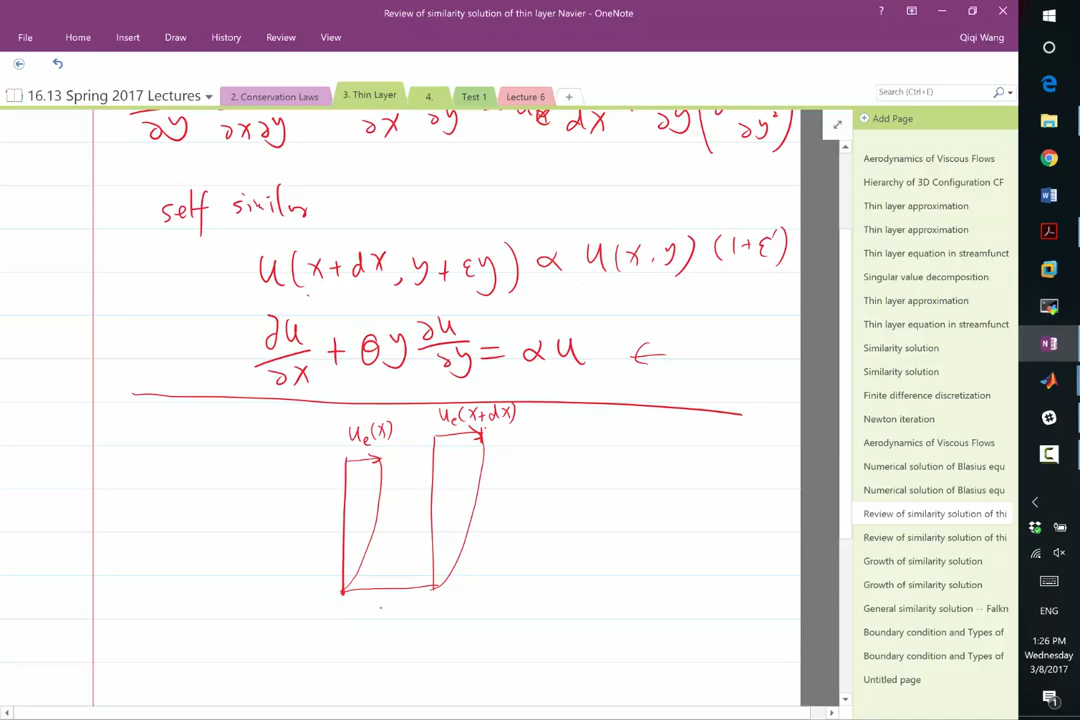 Review of similarity solution of thin layer Navier - OneNote
?
File Home Insert Draw History Review View
Qiqi Wang
16.13 Spring 2017 Lectures
2. Conservation Laws
3. Thin Layer
4.
Test 1
Lecture 6
Search (Ctrl+E)
Add Page
Aerodynamics of Viscous Flows
Hierarchy of 3D Configuration CF
Thin layer approximation
Thin layer approximation
Thin layer equation in streamfunct
Singular value decomposition
Thin layer approximation
Thin layer equation in streamfunct
Similarity solution
Similarity solution
Finite difference discretization
Newton iteration
Aerodynamics of Viscous Flows
Numerical solution of Blasius equ
Numerical solution of Blasius equ
Review of similarity solution of thi
Review of similarity solution of thi
Growth of similarity solution
Growth of similarity solution
General similarity solution -- Falkn
Boundary condition and Types of
Boundary condition and Types of
Untitled page
∂y ∂x∂y ∂x ∂y dx ∂y ( ∂y² )
self similar
u(x+dx, y+εy) ∝ u(x,y) (1+ε')
∂u/∂x + θy ∂u/∂y = αu ←
u_e(x)
u_e(x+dx)
ENG
1:26 PM
Wednesday
3/8/2017